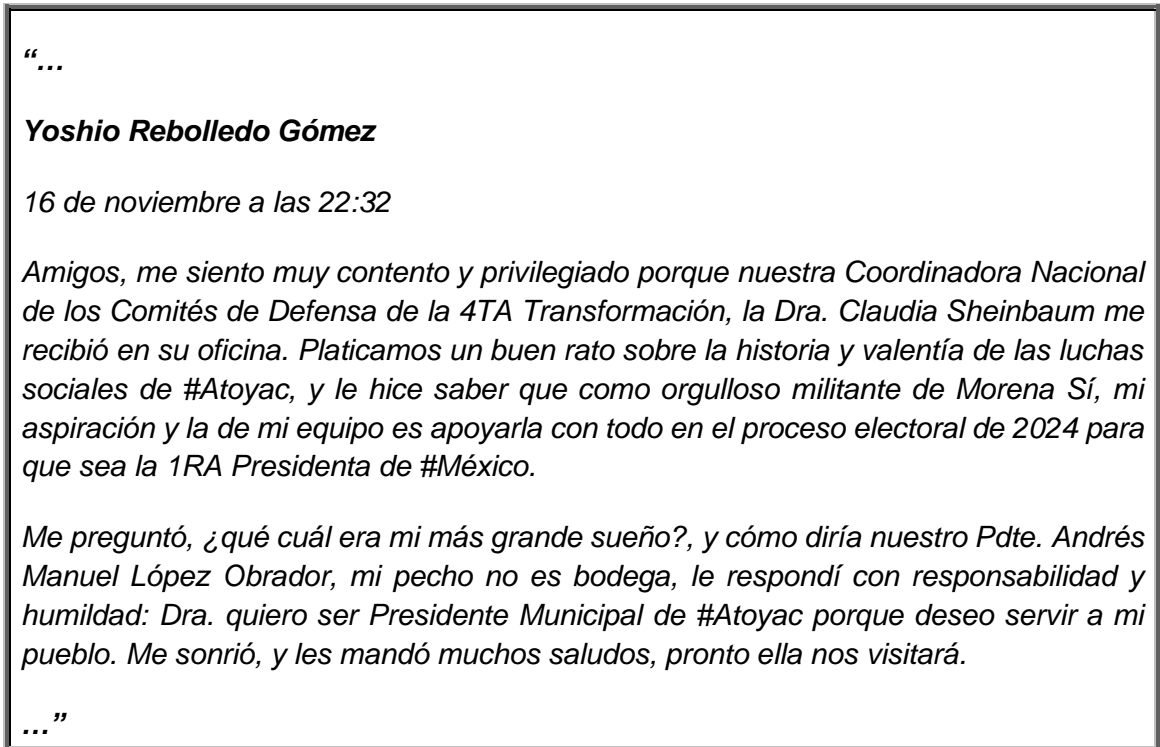 “...
Yoshio Rebolledo Gómez
16 de noviembre a las 22:32
Amigos, me siento muy contento y privilegiado porque nuestra Coordinadora Nacional
de los Comités de Defensa de la 4TA Transformación, la Dra. Claudia Sheinbaum me
recibió en su oficina. Platicamos un buen rato sobre la historia y valentía de las luchas
sociales de #Atoyac, y le hice saber que como orgulloso militante de Morena Sí, mi
aspiración y la de mi equipo es apoyarla con todo en el proceso electoral de 2024 para
que sea la 1RA Presidenta de #México.
Me preguntó, ¿qué cuál era mi más grande sueño?, y cómo diría nuestro Pdte. Andrés
Manuel López Obrador, mi pecho no es bodega, le respondí con responsabilidad y
humildad: Dra. quiero ser Presidente Municipal de #Atoyac porque deseo servir a mi
pueblo. Me sonrió, y les mandó muchos saludos, pronto ella nos visitará.
...”